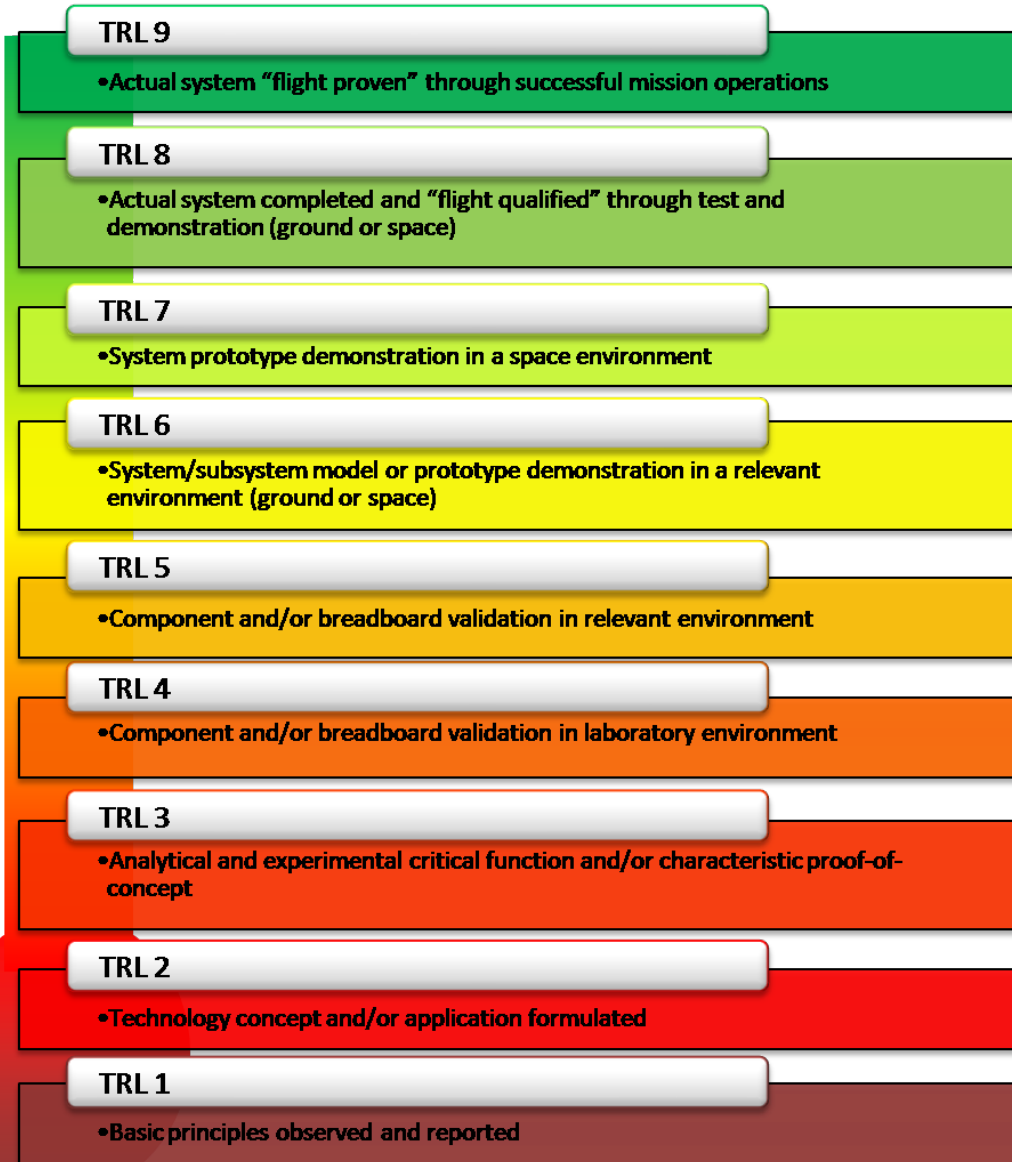 TRL 9
•Actual system “flight proven” through successful mission operations
TRL 8
•Actual system completed and “flight qualified” through test and
demonstration (ground or space)
TRL 7
•System prototype demonstration in a space environment
TRL 6
•System/subsystem model or prototype demonstration in a relevant
environment (ground or space)
TRL 5
•Component and/or breadboard validation in relevant environment
TRL 4
•Component and/or breadboard validation in laboratory environment
TRL 3
•Analytical and experimental critical function and/or characteristic proof-of-
concept
TRL 2
•Technology concept and/or application formulated
TRL 1
•Basic principles observed and reported